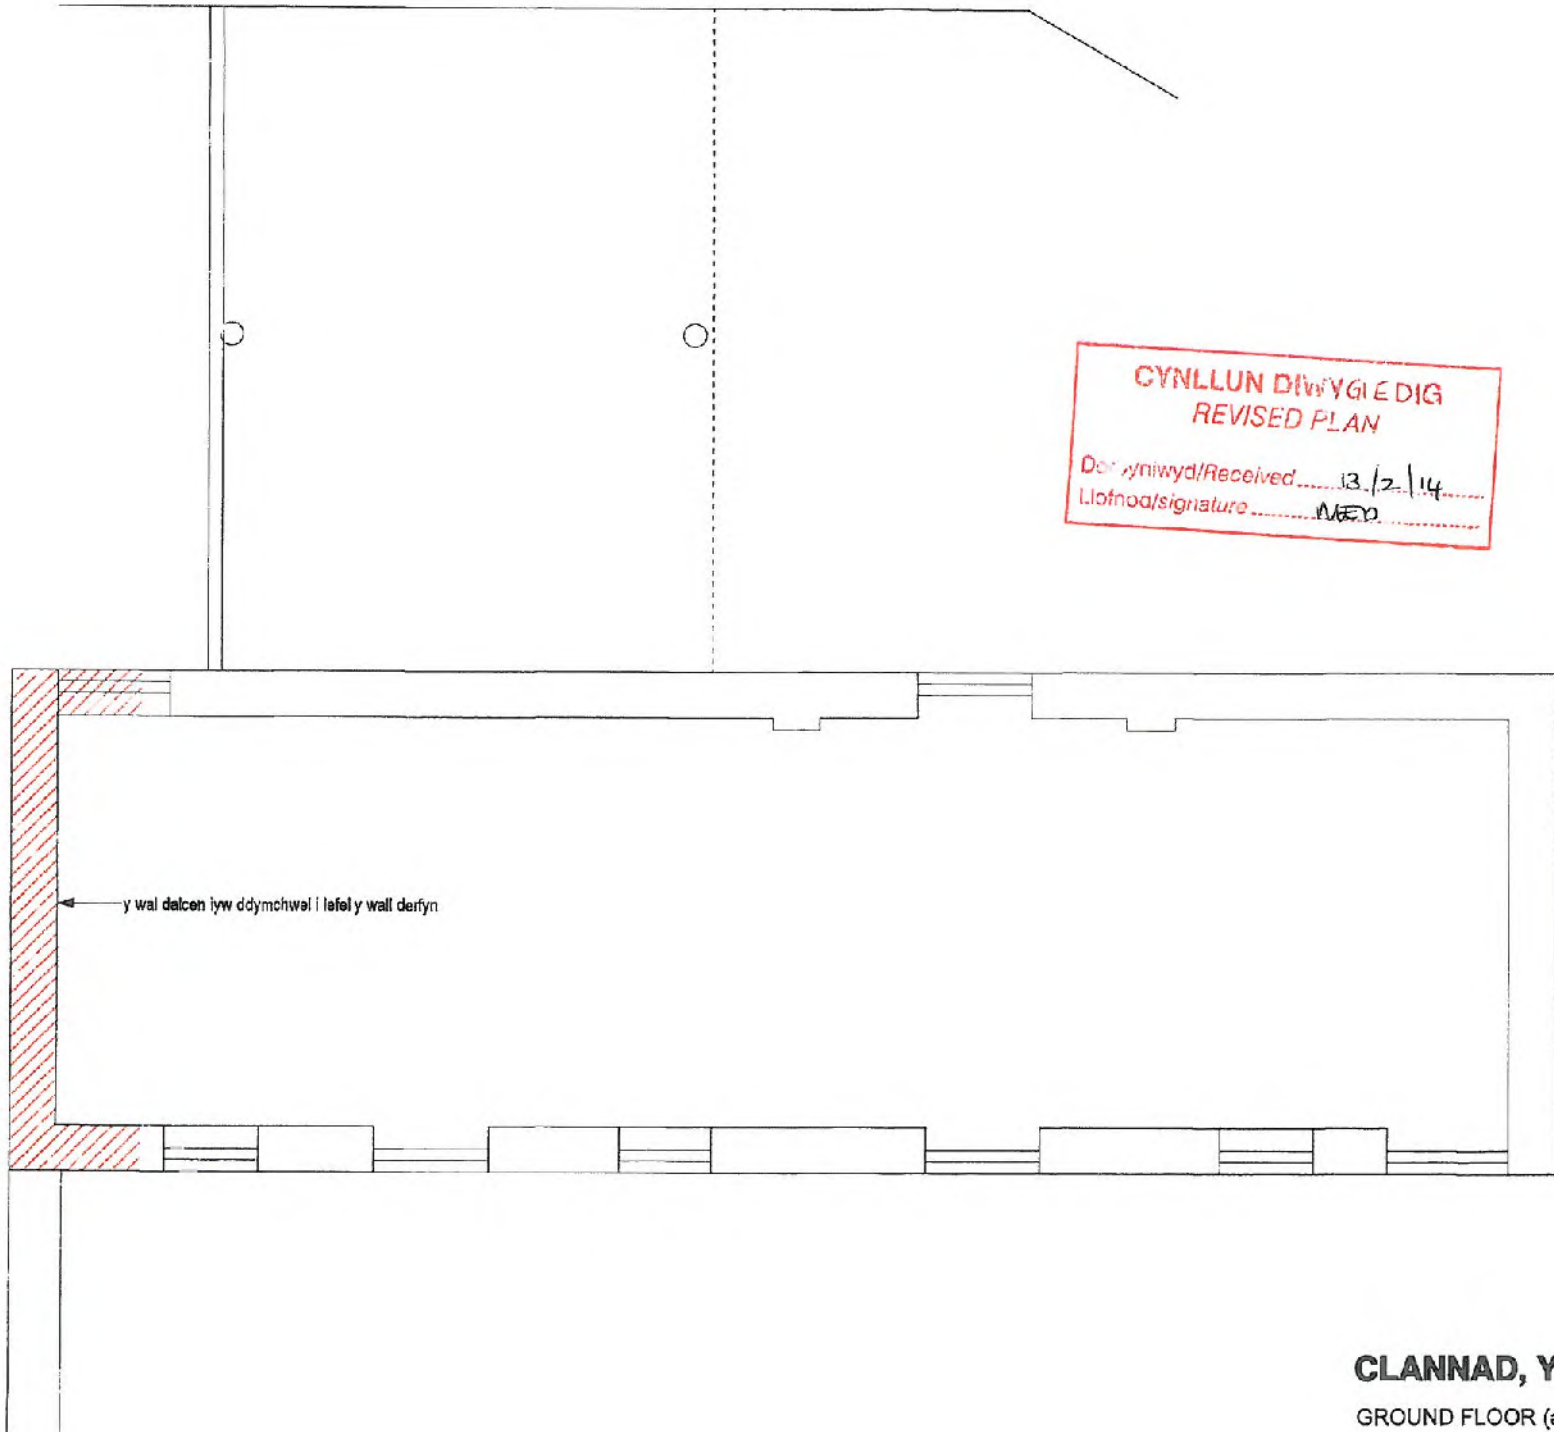 CYNLLUN DIWYGIEDIG
REVISED PLAN
/Received 13/2/14
Llofnod/signature
y wal dalcen iyw ddymchwel i lefel y wall derfyn
CLANNAD, Y
GROUND FLOOR (